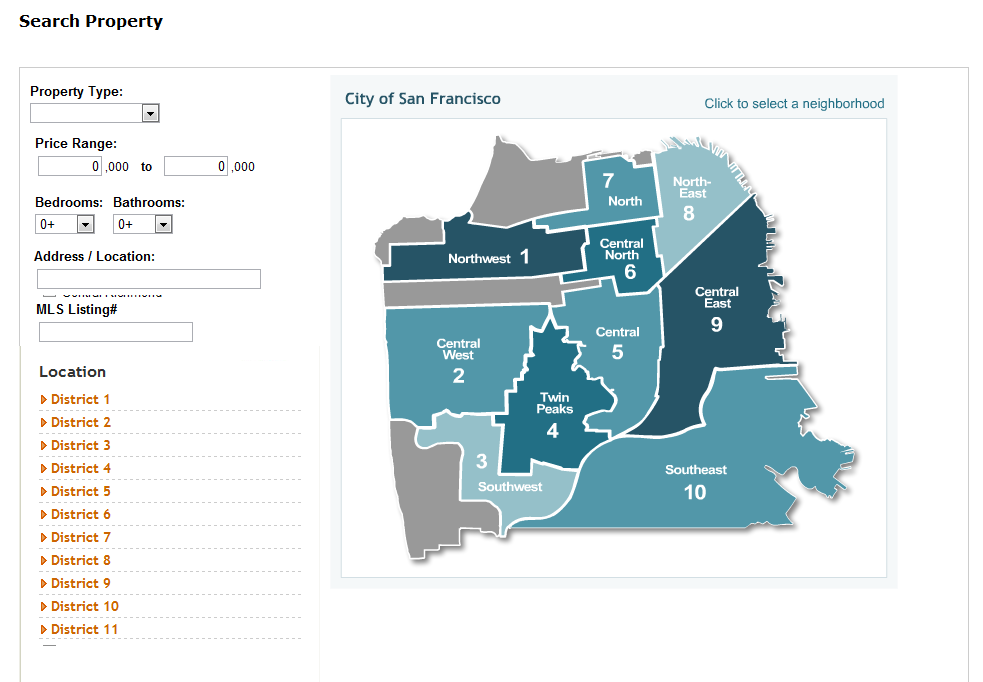 Search Property
Property Type:
Price Range:
0 ,000 to 0 ,000
Bedrooms: Bathrooms:
0+ 0+
Address / Location:
Central Richmond
MLS Listing#
Location
District 1
District 2
District 3
District 4
District 5
District 6
District 7
District 8
District 9
District 10
District 11
City of San Francisco
Click to select a neighborhood
7
North
North-
East
8
Northwest 1
Central
North
6
Central
East
9
Central
West
2
Central
5
Twin
Peaks
4
3
Southwest
Southeast
10